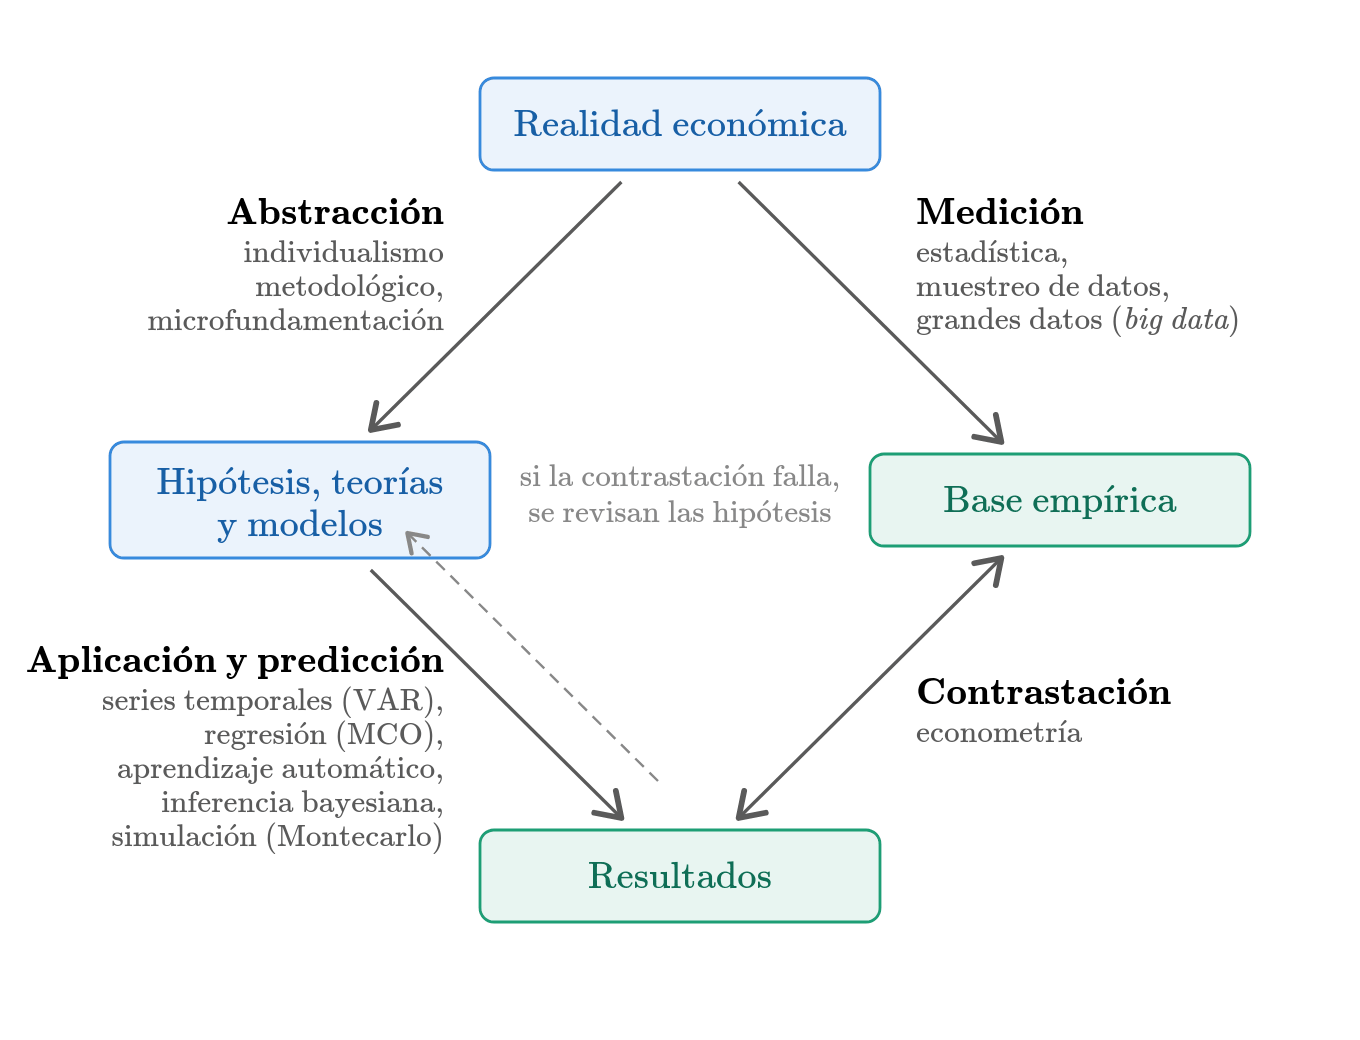 Realidad económica
Abstracción
individualismo
metodológico,
microfundamentación
Medición
estadística,
muestreo de datos,
grandes datos (big data)
Hipótesis, teorías
y modelos
si la contrastación falla,
se revisan las hipótesis
Base empírica
Aplicación y predicción
series temporales (VAR),
regresión (MCO),
aprendizaje automático,
inferencia bayesiana,
simulación (Montecarlo)
Contrastación
econometría
Resultados